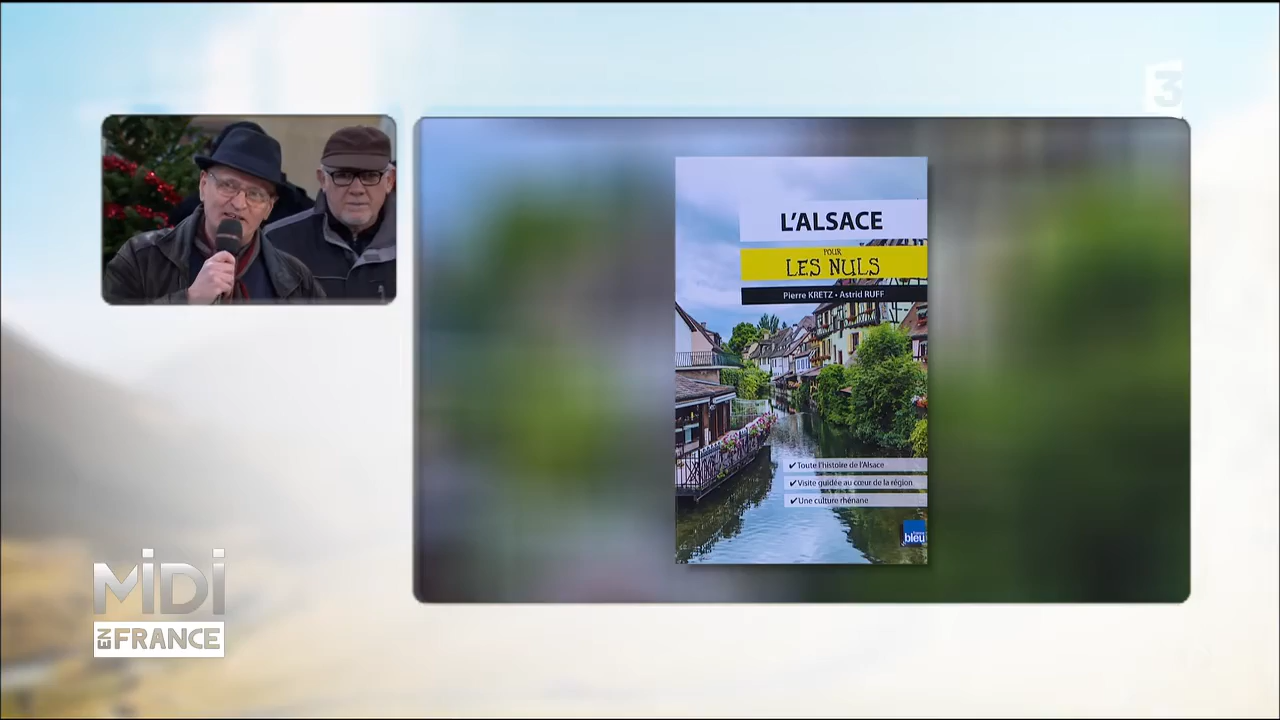 3
L'ALSACE
POUR
LES NULS
Pierre KRETZ • Astrid RUFF
✔ Toute l'histoire de l'Alsace
✔ Visite guidée au cœur de la région
✔ Une culture rhénane
bleu
MiDi
EN FRANCE